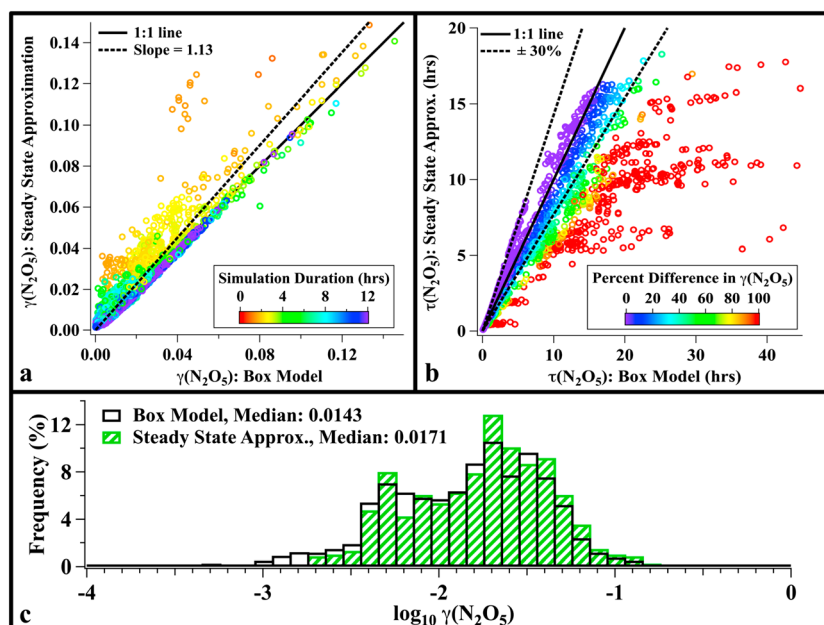 1:1 line
Slope = 1.13
γ(N₂O₅): Steady State Approximation
0.14
0.12
0.10
0.08
0.06
0.04
0.02
0.00
Simulation Duration (hrs)
0 4 8 12
0.00 0.04 0.08 0.12
γ(N₂O₅): Box Model
a
1:1 line
± 30%
τ(N₂O₅): Steady State Approx. (hrs)
20
15
10
5
0
Percent Difference in γ(N₂O₅)
0 20 40 60 80 100
0 10 20 30 40
τ(N₂O₅): Box Model (hrs)
b
Box Model, Median: 0.0143
Steady State Approx., Median: 0.0171
Frequency (%)
12
8
4
0
-4 -3 -2 -1 0
log₁₀ γ(N₂O₅)
c